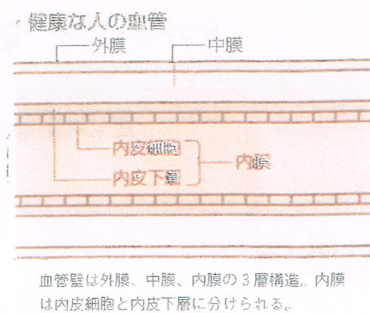 健康な人の血管
外膜
中膜
内皮細胞
内膜
内皮下層
血管壁は外膜、中膜、内膜の3層構造。内膜
は内皮細胞と内皮下層に分けられる。